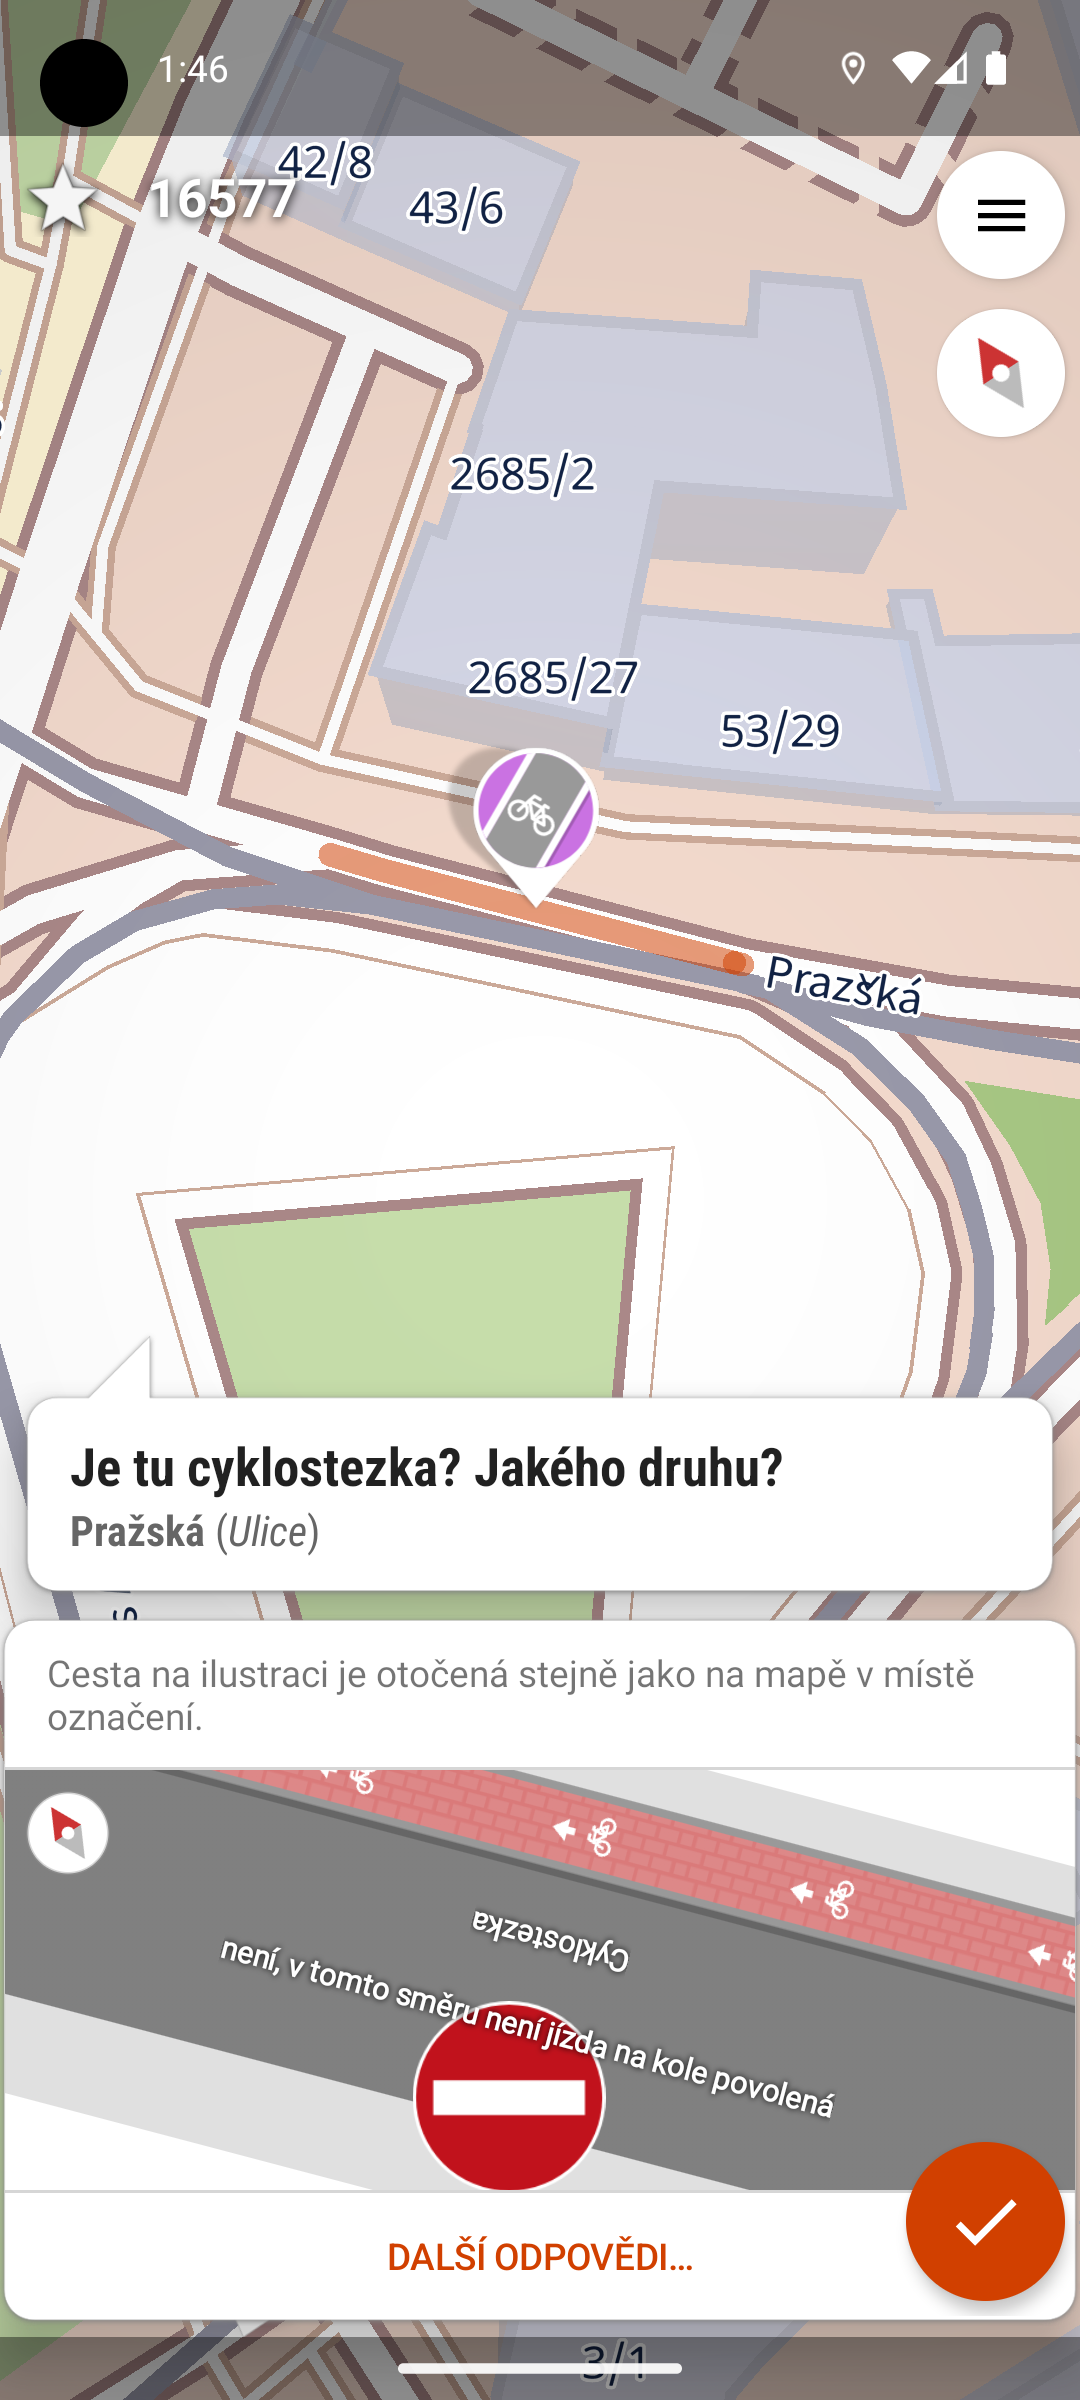 1:46
42/8
16577
43/6
2685/2
2685/27
53/29
Pražská
Je tu cyklostezka? Jakého druhu?
Pražská (Ulice)
Cesta na ilustraci je otočená stejně jako na mapě v místě
označení.
Cyklostezka
není, v tomto směru není jízda na kole povolená
DALŠÍ ODPOVĚDI...
3/1